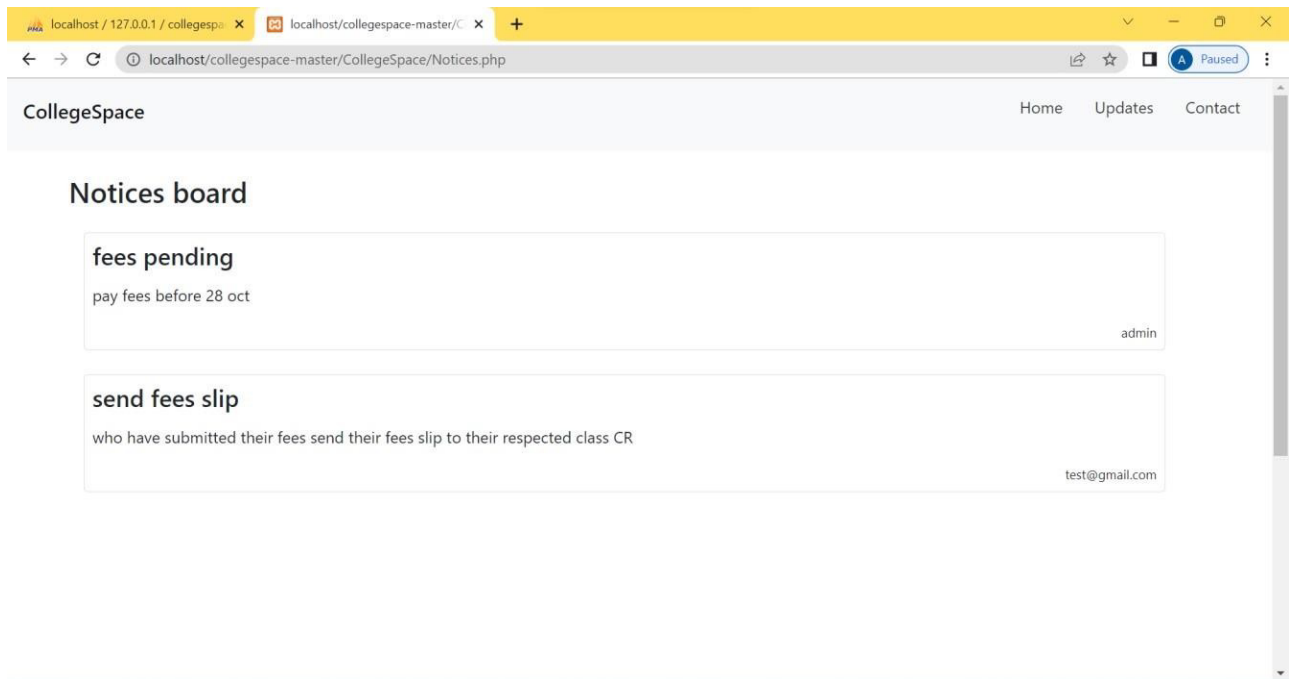 localhost / 127.0.0.1 / collegespa
localhost/collegespace-master/C
localhost/collegespace-master/CollegeSpace/Notices.php
A Paused
CollegeSpace
Home Updates Contact
Notices board
fees pending
pay fees before 28 oct
admin
send fees slip
who have submitted their fees send their fees slip to their respected class CR
test@gmail.com